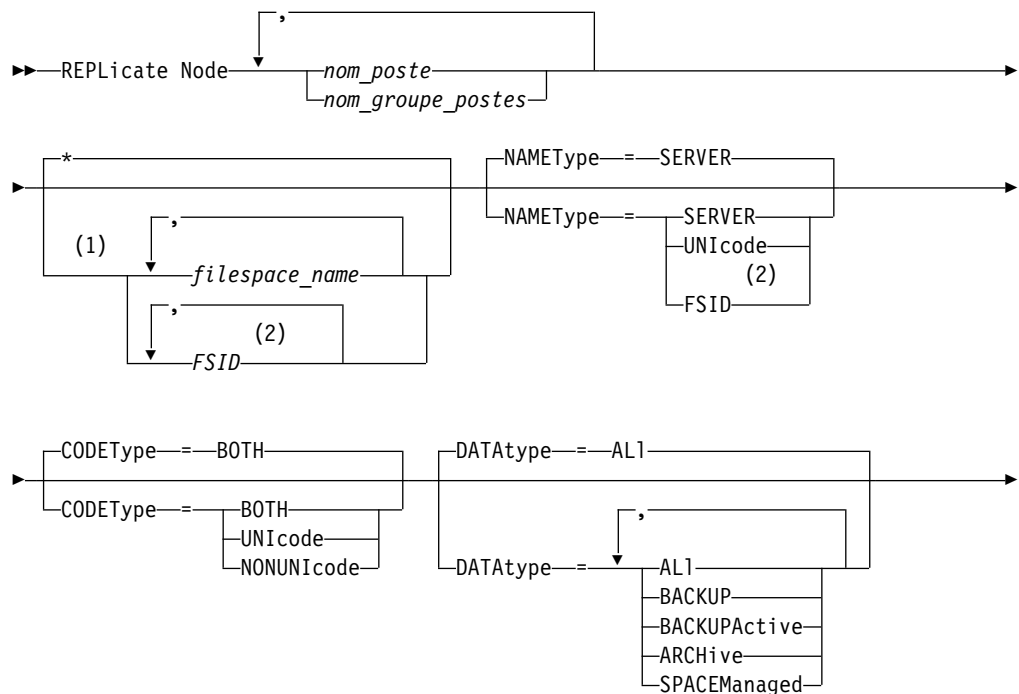 ,
REPLicate Node nom_poste
nom_groupe_postes
*
(1) ,
filespace_name
,
(2)
FSID
NAMEType = SERVER
NAMEType = SERVER
UNIcode
(2)
FSID
CODEType = BOTH
CODEType = BOTH
UNIcode
NONUNIcode
DATAtype = ALl
,
DATAtype = ALl
BACKUP
BACKUPActive
ARCHive
SPACEManaged